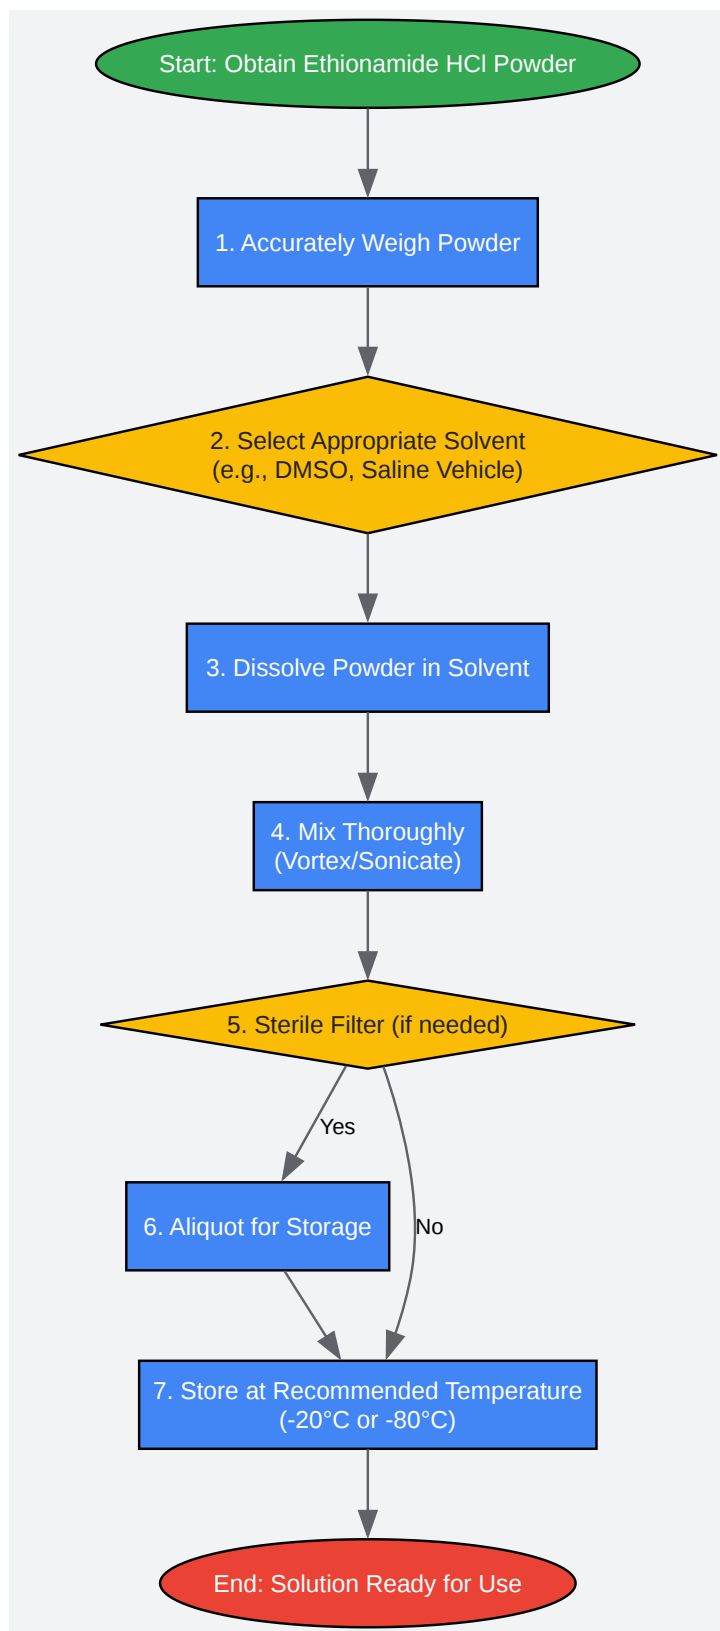 Start: Obtain Ethionamide HCl Powder
1. Accurately Weigh Powder
2. Select Appropriate Solvent
(e.g., DMSO, Saline Vehicle)
3. Dissolve Powder in Solvent
4. Mix Thoroughly
(Vortex/Sonicate)
5. Sterile Filter (if needed)
Yes
6. Aliquot for Storage
No
7. Store at Recommended Temperature
(-20°C or -80°C)
End: Solution Ready for Use